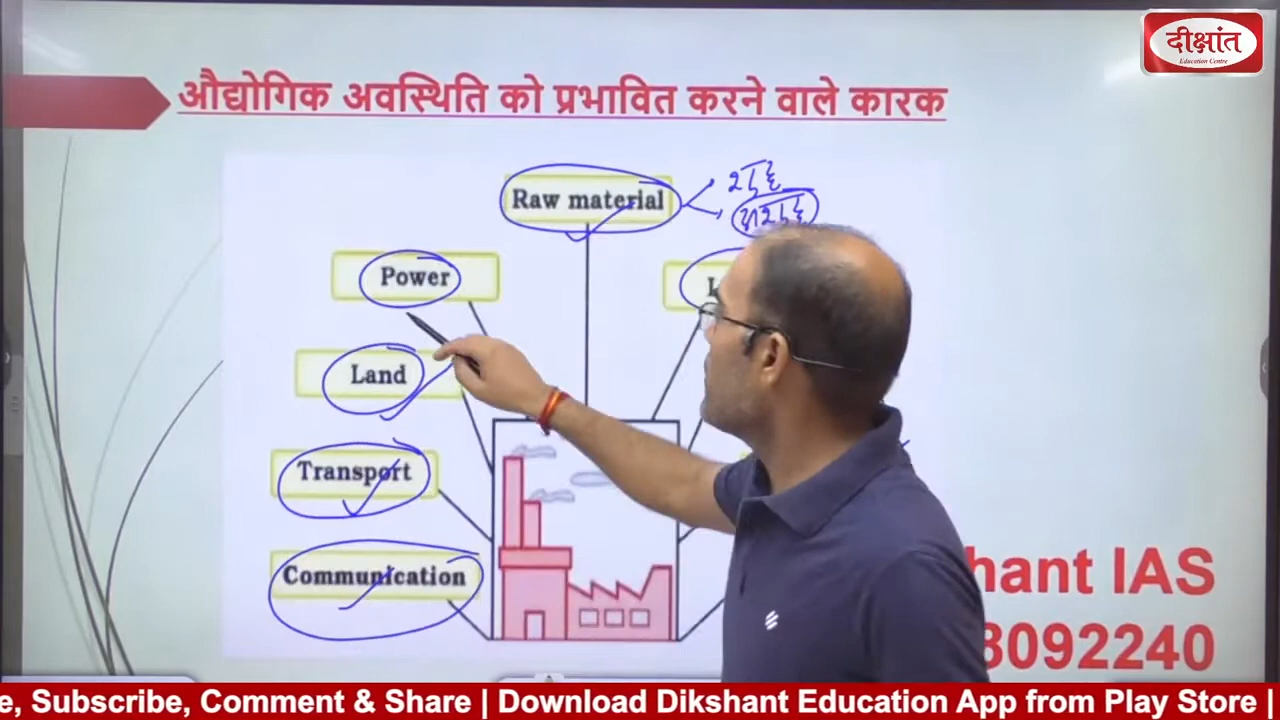 दीक्षांत
Education Centre
औद्योगिक अवस्थिति को प्रभावित करने वाले कारक
Raw material
शुद्ध
अशुद्ध
Power
Land
Transport
Communication
hant IAS
8092240
e, Subscribe, Comment & Share | Download Dikshant Education App from Play Store |